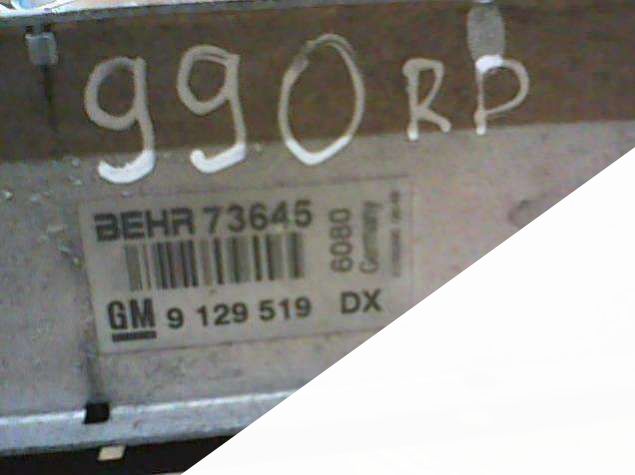 990RP
BEHR 73645
6080
Germany
GM 9 129 519 DX